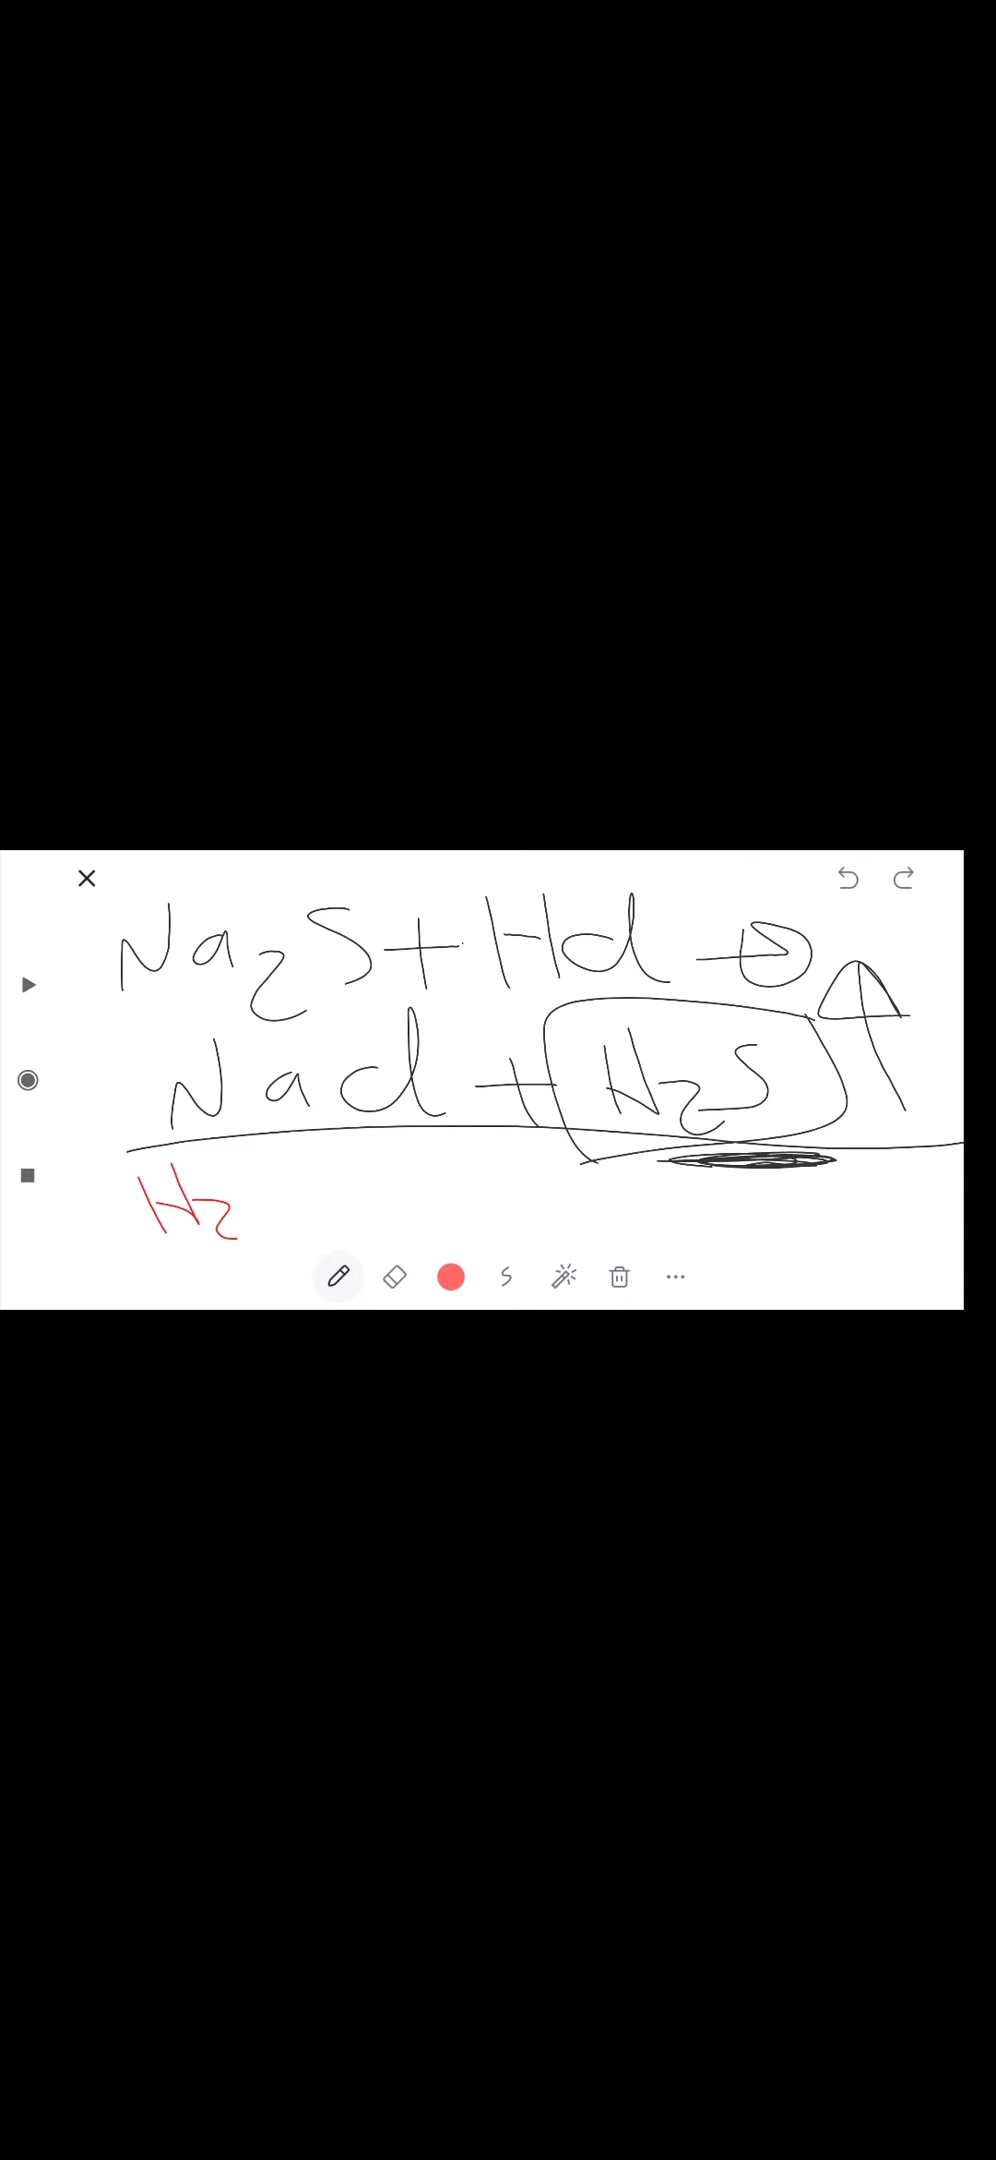 Na2S + HCl →
NaCl + H2S ↑
H2